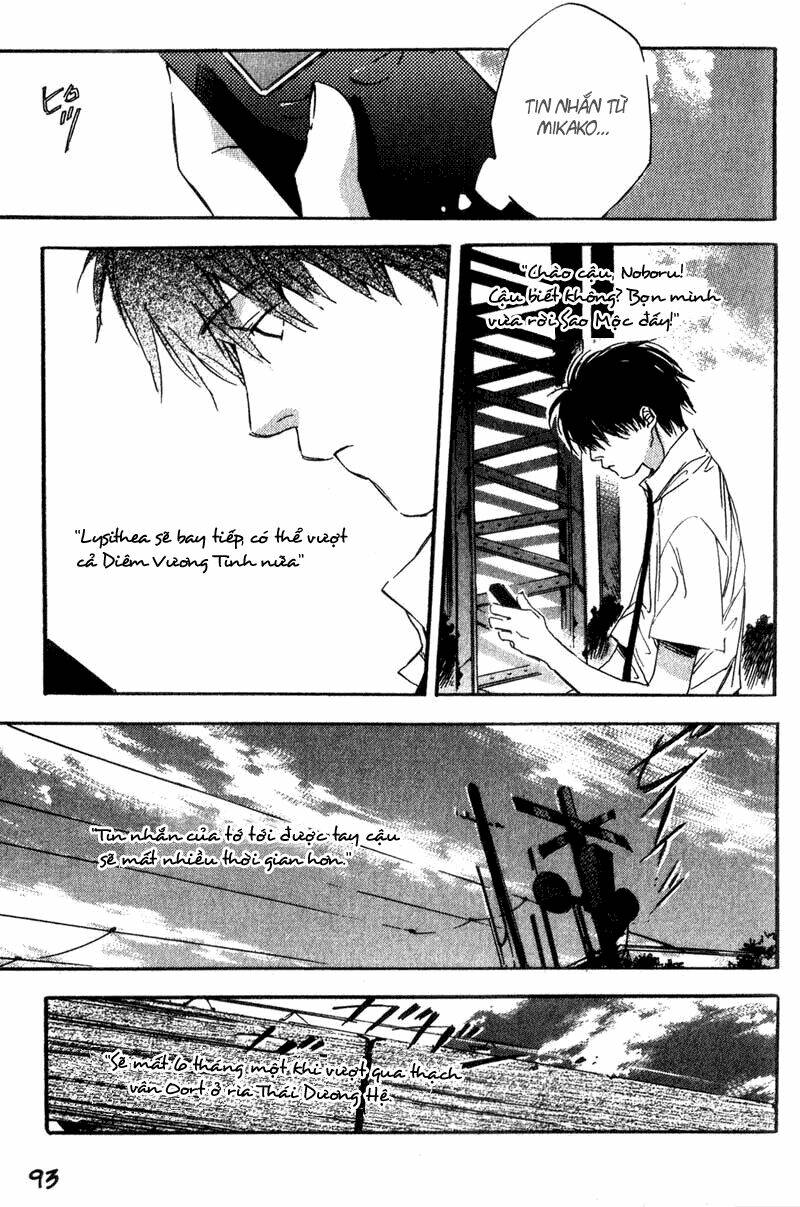 TIN NHẮN TỪ
MIKAKO...
ピッ
"Chào cậu, Noboru!
Cậu biết không? Bọn mình
vừa rời Sao Mộc đấy!"
"Lysithea sẽ bay tiếp, có thể vượt
cả Diêm Vương Tinh nữa"
"Tin nhắn của tớ tới được tay cậu
sẽ mất nhiều thời gian hơn."
"Sẽ mất 6 tháng một khi vượt qua thạch
vân Oort ở rìa Thái Dương Hệ.
93